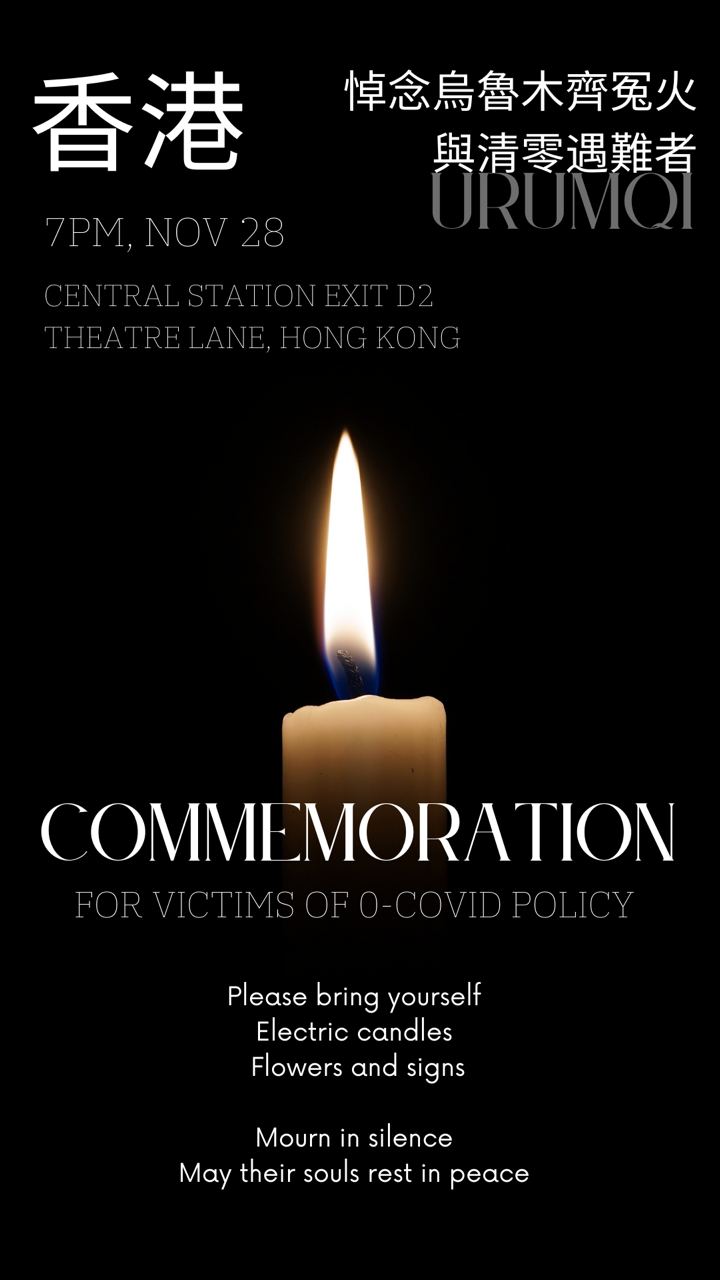 香港
悼念烏魯木齊冤火
與清零遇難者
URUMQI
7PM, NOV 28
CENTRAL STATION EXIT D2
THEATRE LANE, HONG KONG
COMMEMORATION
FOR VICTIMS OF 0-COVID POLICY
Please bring yourself
Electric candles
Flowers and signs
Mourn in silence
May their souls rest in peace